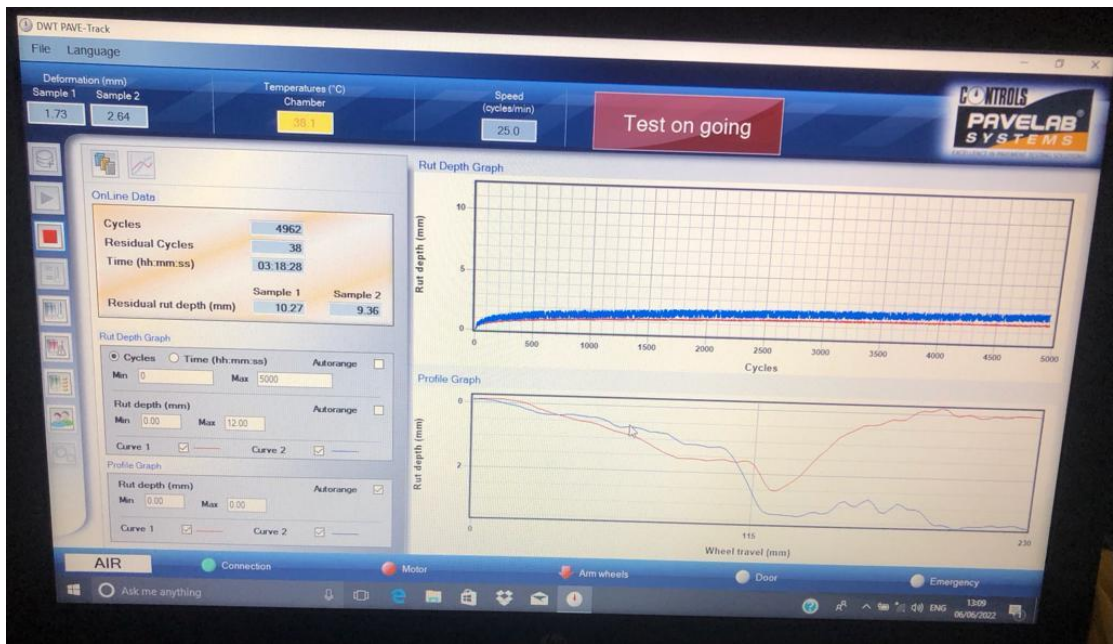 DWT PAVE-Track
File Language
Deformation (mm)
Sample 1 Sample 2
1.73 2.64
Temperatures (°C)
Chamber
38.1
Speed
(cycles/min)
25.0
Test on going
CONTROLS
PAVELAB®
SYSTEMS
OnLine Data
Cycles 4962
Residual Cycles 38
Time (hh:mm:ss) 03:18:28
Sample 1 Sample 2
Residual rut depth (mm) 10.27 9.36
Rut Depth Graph
Cycles Time (hh:mm:ss) Autorange
Min 0 Max 5000
Rut depth (mm) Autorange
Min 0.00 Max 12.00
Curve 1 Curve 2
Profile Graph
Rut depth (mm) Autorange
Min 0.00 Max 0.00
Curve 1 Curve 2
Rut Depth Graph
Rut depth (mm)
10
5
0
0 500 1000 1500 2000 2500 3000 3500 4000 4500 5000
Cycles
Profile Graph
Rut depth (mm)
0
2
0 115 230
Wheel travel (mm)
AIR Connection Motor Arm wheels Door Emergency
Ask me anything
ENG
13:09
06/06/2022